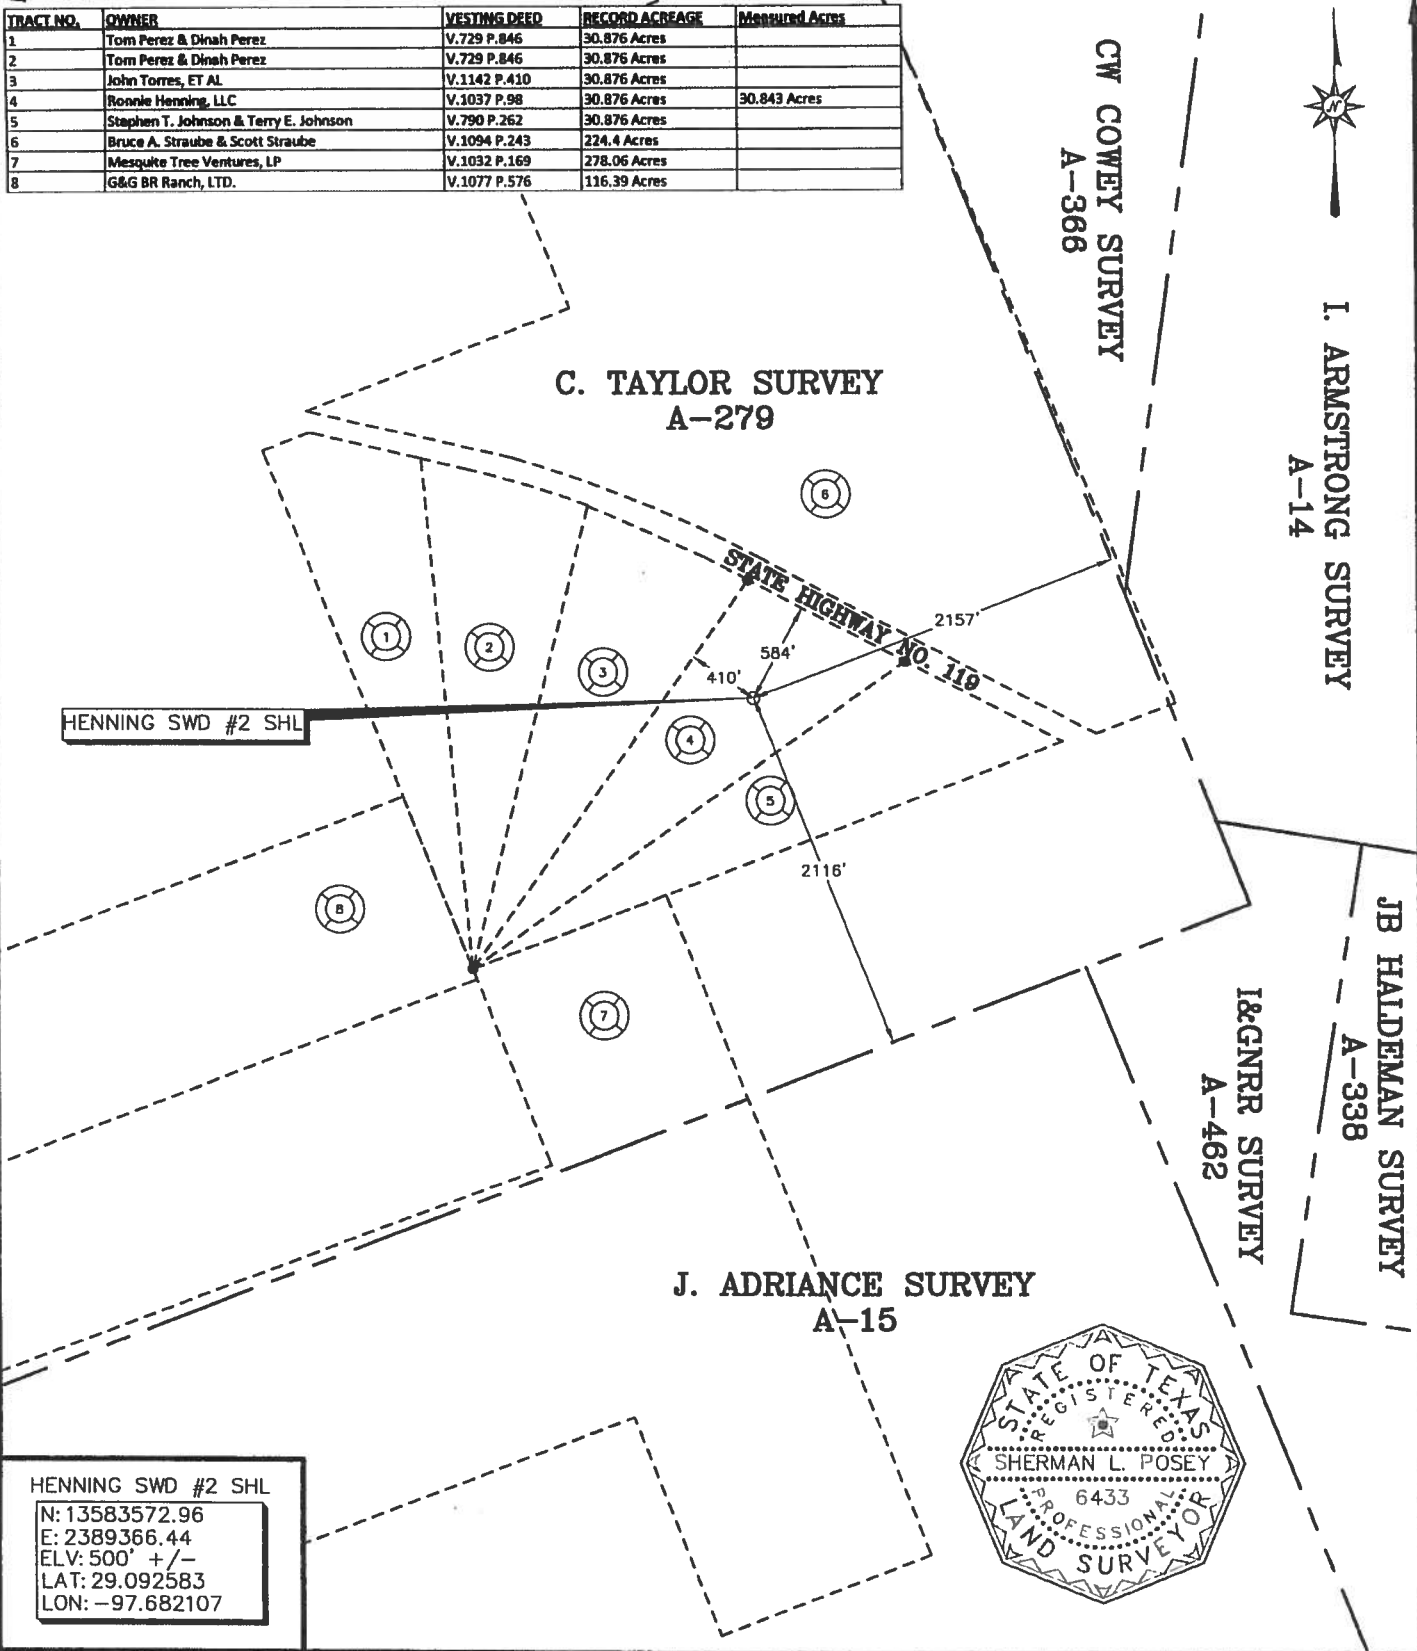 TRACT NO. OWNER VESTING DEED RECORD ACREAGE Measured Acres
1 Tom Perez & Dinah Perez V.729 P.846 30.876 Acres
2 Tom Perez & Dinah Perez V.729 P.846 30.876 Acres
3 John Torres, ET AL V.1142 P.410 30.876 Acres
4 Ronnie Henning, LLC V.1037 P.98 30.876 Acres 30.843 Acres
5 Stephen T. Johnson & Terry E. Johnson V.790 P.262 30.876 Acres
6 Bruce A. Straube & Scott Straube V.1094 P.243 224.4 Acres
7 Mesquite Tree Ventures, LP V.1032 P.169 278.06 Acres
8 G&G BR Ranch, LTD. V.1077 P.576 116.39 Acres
N
CW COWEY SURVEY
A-366
I. ARMSTRONG SURVEY
A-14
C. TAYLOR SURVEY
A-279
6
STATE HIGHWAY NO. 119
2157'
584'
410'
1
2
3
HENNING SWD #2 SHL
4
5
2116'
8
7
JB HALDEMAN SURVEY
A-338
I&GNRR SURVEY
A-462
J. ADRIANCE SURVEY
A-15
STATE OF TEXAS
REGISTERED
SHERMAN L. POSEY
6433
PROFESSIONAL
LAND SURVEYOR
HENNING SWD #2 SHL
N: 13583572.96
E: 2389366.44
ELV: 500' +/-
LAT: 29.092583
LON: -97.682107